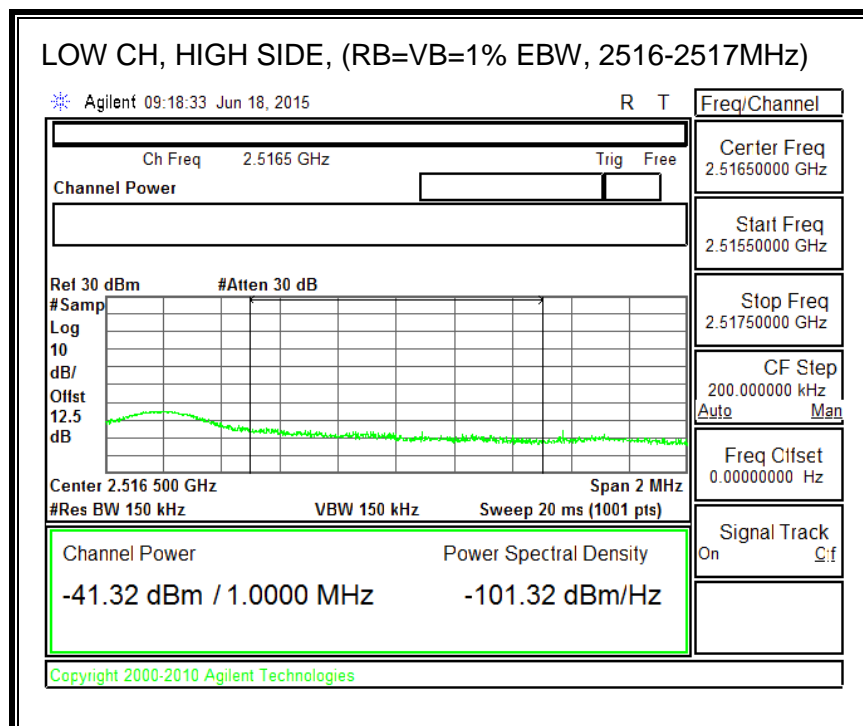 LOW CH, HIGH SIDE, (RB=VB=1% EBW, 2516-2517MHz)
Agilent 09:18:33 Jun 18, 2015 R T
Freq/Channel
Ch Freq 2.5165 GHz Trig Free
Channel Power
Center Freq
2.51650000 GHz
Start Freq
2.51550000 GHz
Stop Freq
2.51750000 GHz
CF Step
200.000000 kHz
Auto Man
Freq Offset
0.00000000 Hz
Signal Track
On Off
Ref 30 dBm #Atten 30 dB
#Samp
Log
10
dB/
Offst
12.5
dB
Center 2.516 500 GHz Span 2 MHz
#Res BW 150 kHz VBW 150 kHz Sweep 20 ms (1001 pts)
Channel Power Power Spectral Density
-41.32 dBm / 1.0000 MHz -101.32 dBm/Hz
Copyright 2000-2010 Agilent Technologies